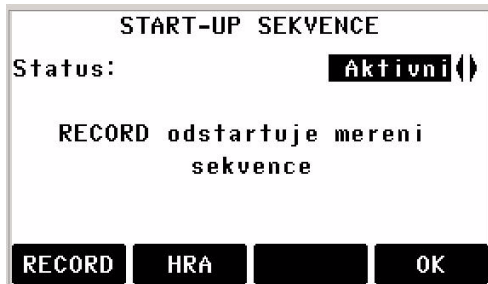 START-UP SEKVENCE
Status: Aktivni
RECORD odstartuje mereni
sekvence
RECORD HRA OK